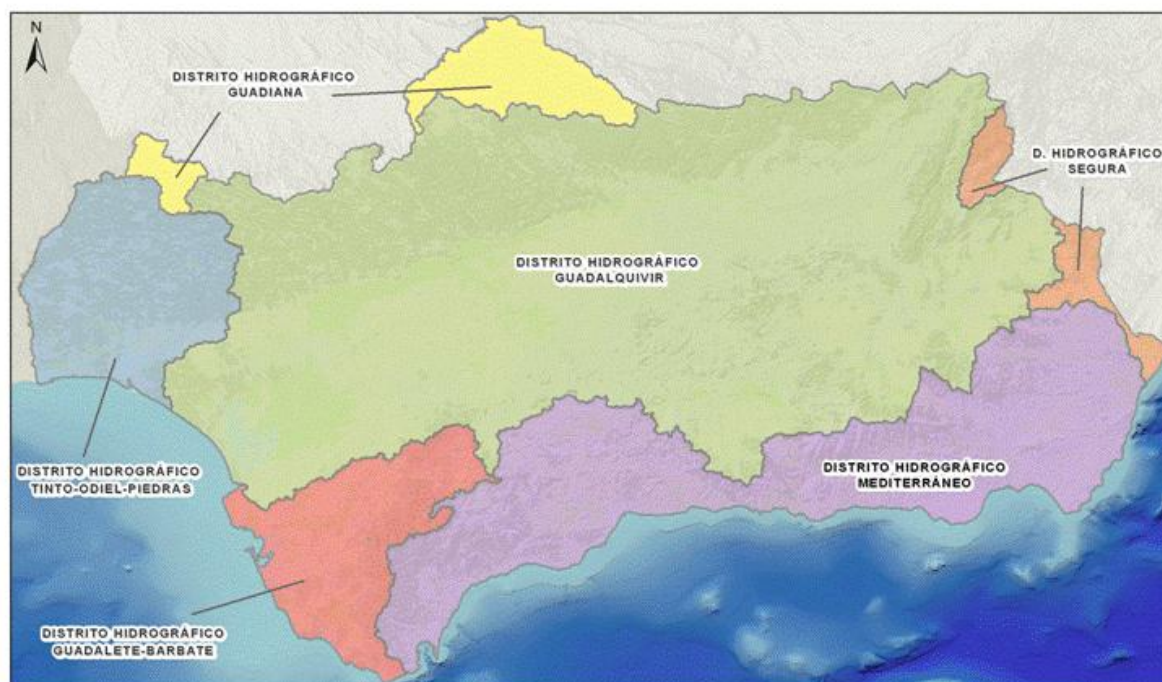 N
DISTRITO HIDROGRÁFICO
GUADIANA
D. HIDROGRÁFICO
SEGURA
DISTRITO HIDROGRÁFICO
GUADALQUIVIR
DISTRITO HIDROGRÁFICO
TINTO-ODIEL-PIEDRAS
DISTRITO HIDROGRÁFICO
MEDITERRÁNEO
DISTRITO HIDROGRÁFICO
GUADALETE-BARBATE